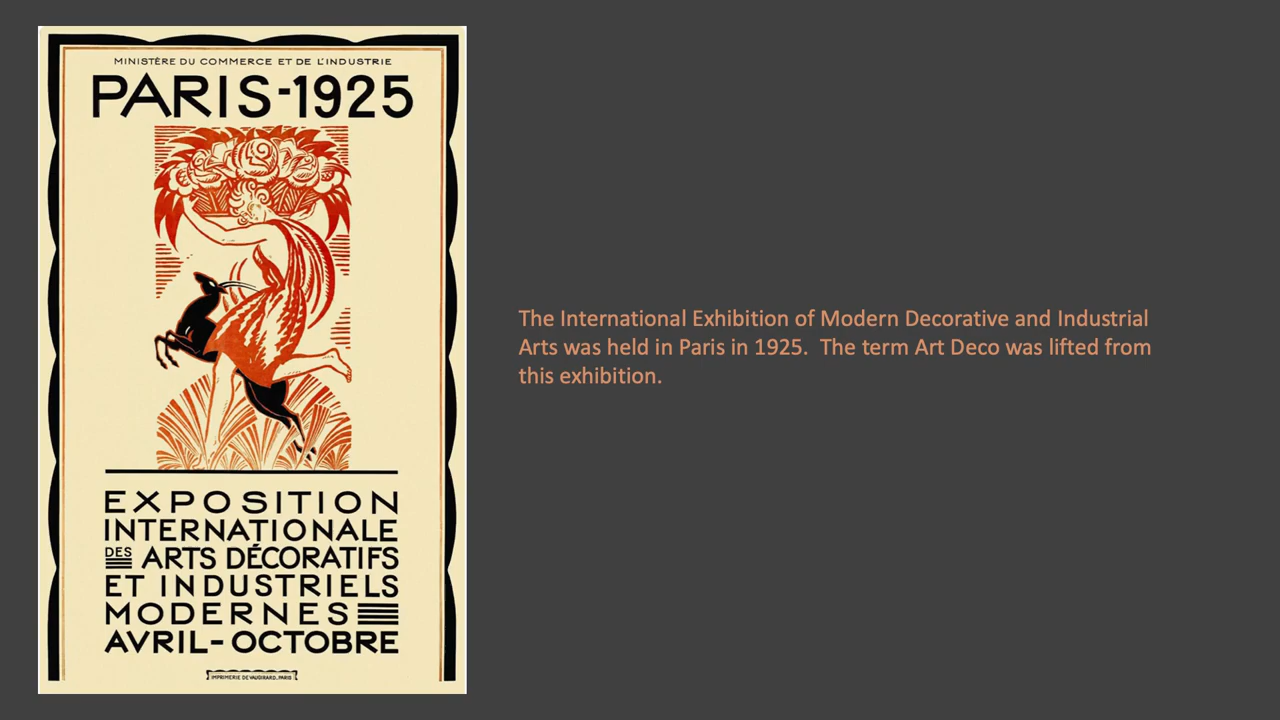 MINISTÈRE DU COMMERCE ET DE L'INDUSTRIE
PARIS-1925
EXPOSITION
INTERNATIONALE
DES ARTS DÉCORATIFS
ET INDUSTRIELS
MODERNES
AVRIL-OCTOBRE
IMPRIMERIE DE VAUGIRARD, PARIS
The International Exhibition of Modern Decorative and Industrial
Arts was held in Paris in 1925.  The term Art Deco was lifted from
this exhibition.